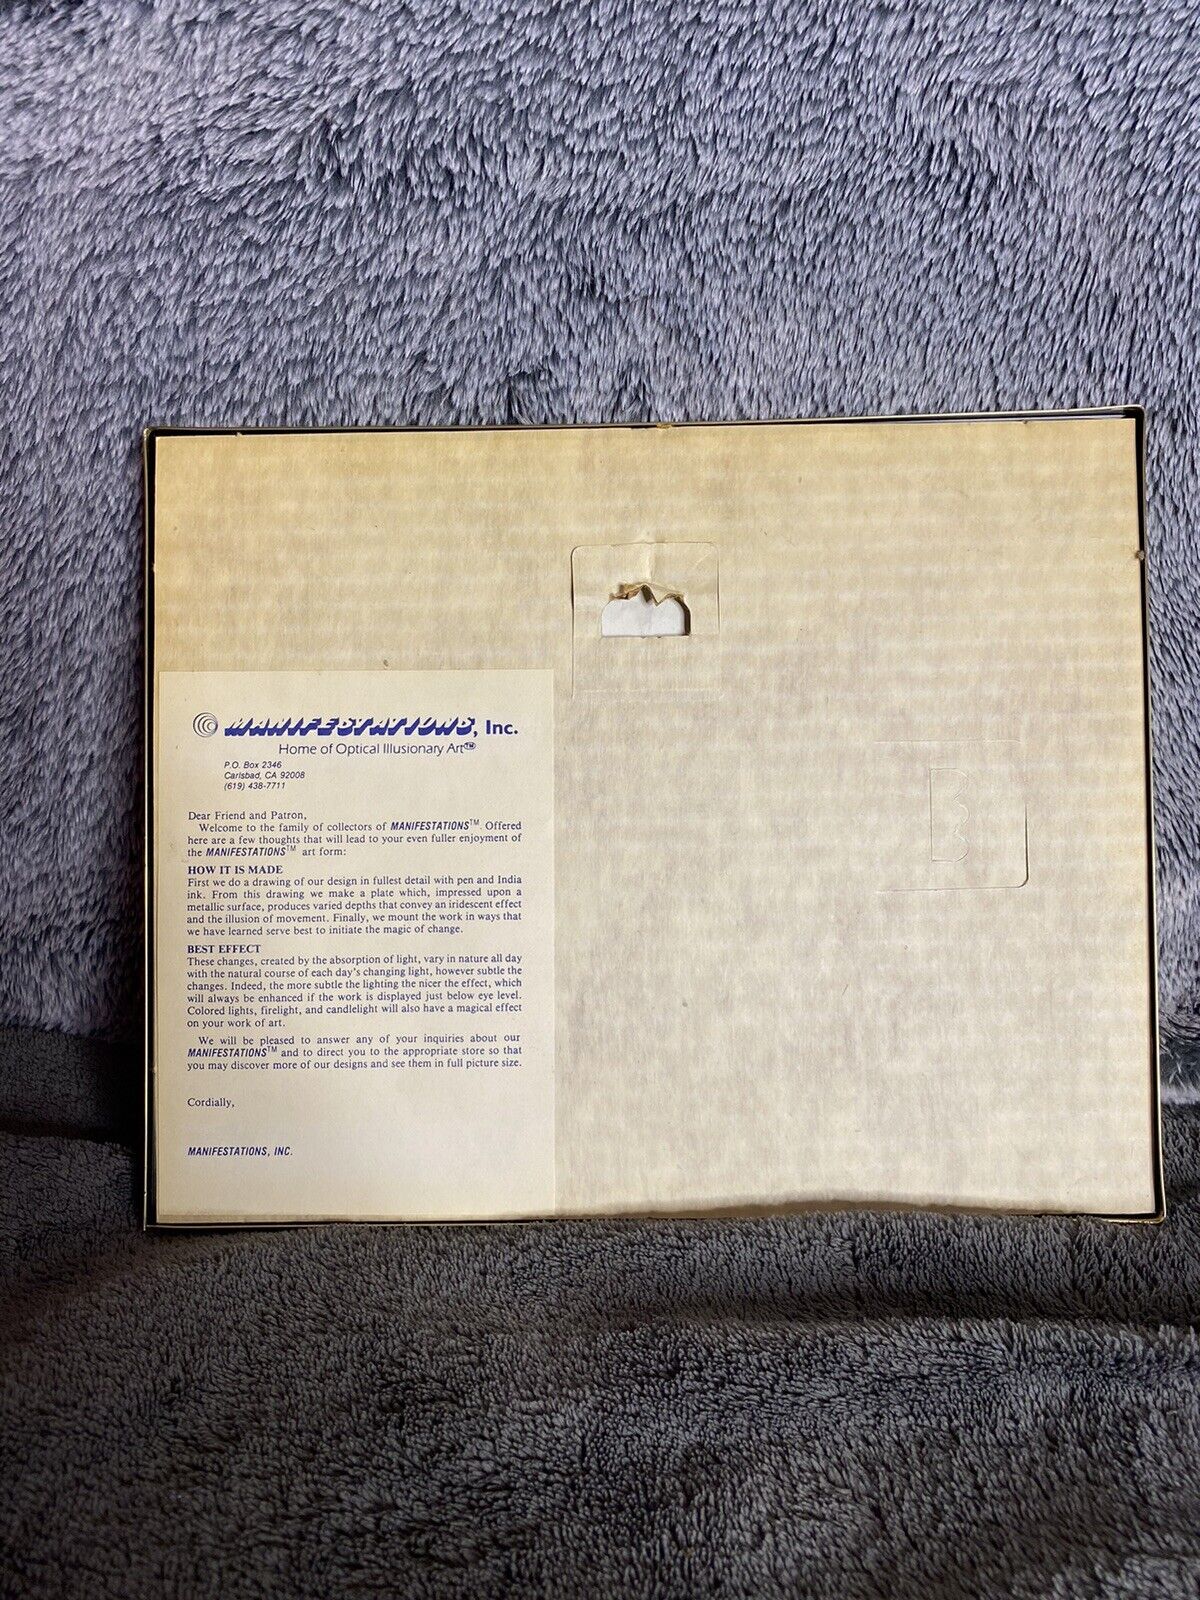 MANIFESTATIONS, Inc.
Home of Optical Illusionary Art™
P.O. Box 2346
Carlsbad, CA 92008
(619) 438-7711
Dear Friend and Patron,
Welcome to the family of collectors of MANIFESTATIONS™. Offered
here are a few thoughts that will lead to your even fuller enjoyment of
the MANIFESTATIONS™ art form:
HOW IT IS MADE
First we do a drawing of our design in fullest detail with pen and India
ink. From this drawing we make a plate which, impressed upon a
metallic surface, produces varied depths that convey an iridescent effect
and the illusion of movement. Finally, we mount the work in ways that
we have learned serve best to initiate the magic of change.
BEST EFFECT
These changes, created by the absorption of light, vary in nature all day
with the natural course of each day's changing light, however subtle the
changes. Indeed, the more subtle the lighting the nicer the effect, which
will always be enhanced if the work is displayed just below eye level.
Colored lights, firelight, and candlelight will also have a magical effect
on your work of art.
We will be pleased to answer any of your inquiries about our
MANIFESTATIONS™ and to direct you to the appropriate store so that
you may discover more of our designs and see them in full picture size.
Cordially,
MANIFESTATIONS, INC.